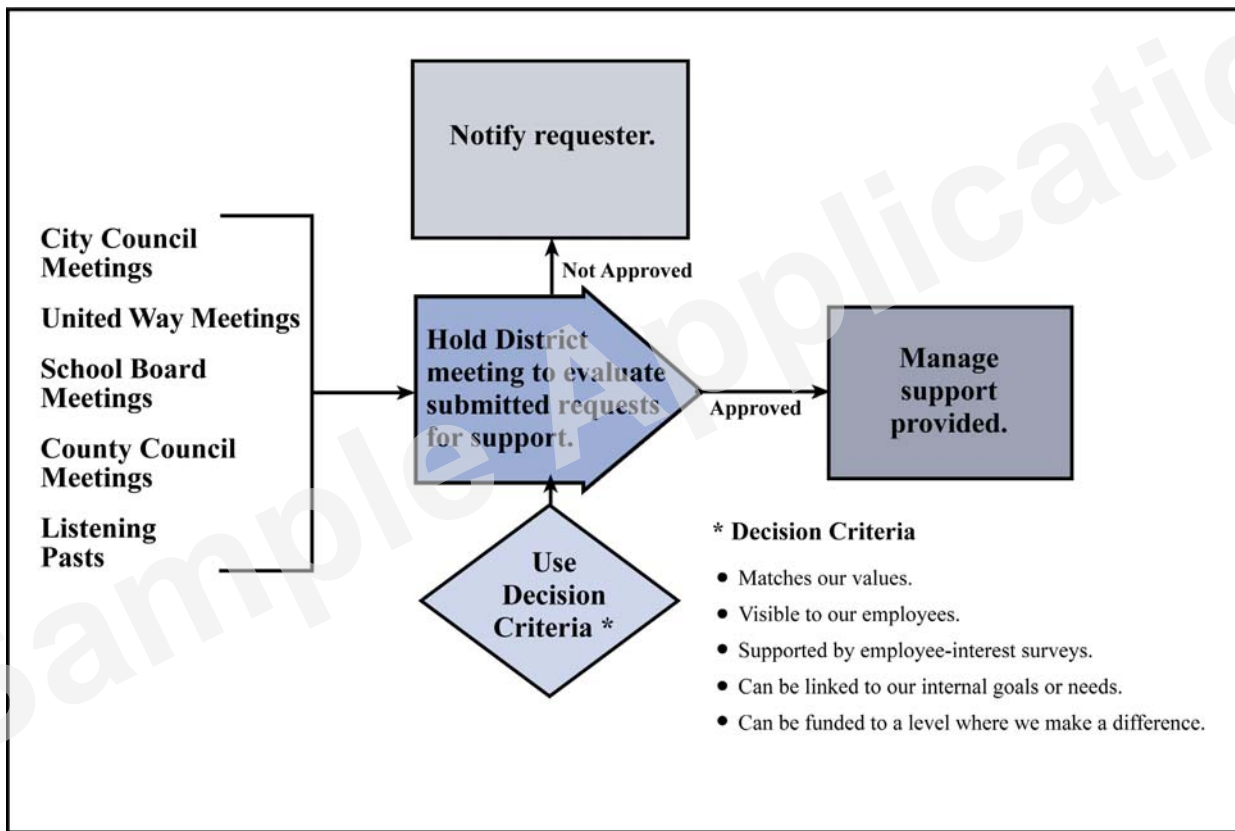 Notify requester.
City Council
Meetings
United Way Meetings
School Board
Meetings
County Council
Meetings
Listening
Pasts
Not Approved
Hold District
meeting to evaluate
submitted requests
for support.
Approved
Manage
support
provided.
Use
Decision
Criteria *
* Decision Criteria
• Matches our values.
• Visible to our employees.
• Supported by employee-interest surveys.
• Can be linked to our internal goals or needs.
• Can be funded to a level where we make a difference.
Sample Applicatio